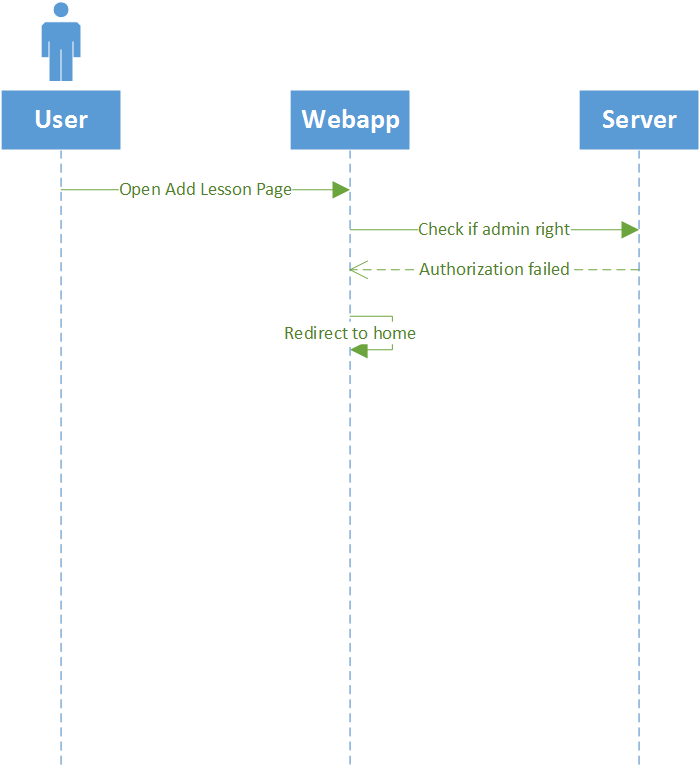 User
Webapp
Server
Open Add Lesson Page
Check if admin right
Authorization failed
Redirect to home